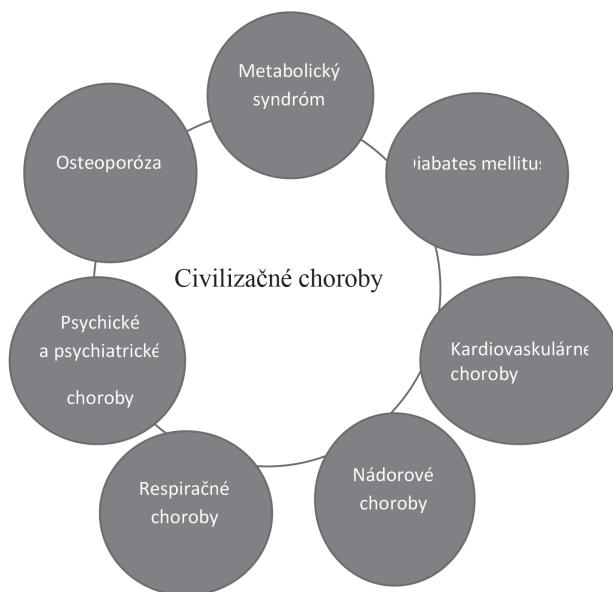 Metabolický
syndróm
Osteoporóza
Diabates mellitus
Civilizačné choroby
Psychické
a psychiatrické
choroby
Kardiovaskulárne
choroby
Respiračné
choroby
Nádorové
choroby